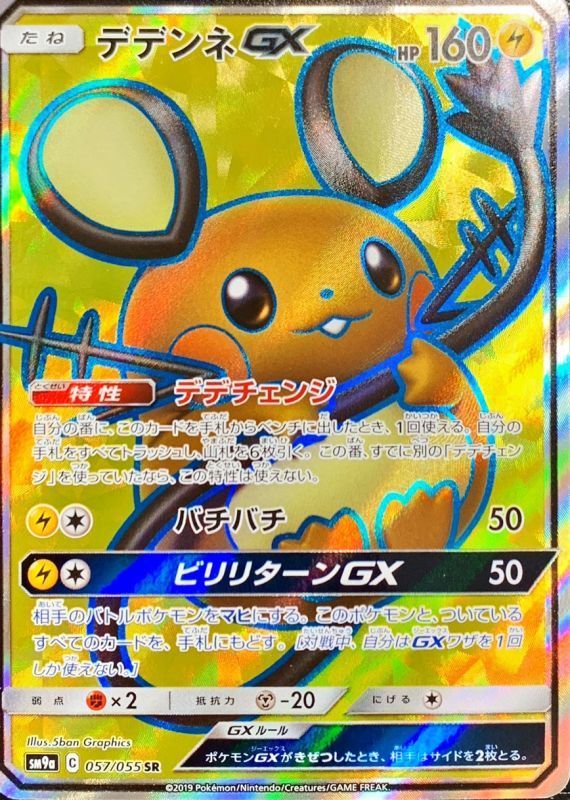 たね デデンネGX HP160
特性 デデチェンジ
自分の番に、このカードを手札からベンチに出したとき、1回使える。自分の
手札をすべてトラッシュし、山札を6枚引く。この番、すでに別の「デデチェン
ジ」を使っていたなら、この特性は使えない。
バチバチ 50
ビリリターンGX 50
相手のバトルポケモンをマヒにする。このポケモンと、ついている
すべてのカードを、手札にもどす。[対戦中、自分はGXワザを1回
しか使えない。]
弱点 ×2 抵抗力 -20 にげる
Illus. 5ban Graphics
GXルール
sm9a C 057/055 SR
ポケモンGXがきぜつしたとき、相手はサイドを2枚とる。
©2019 Pokémon/Nintendo/Creatures/GAME FREAK.